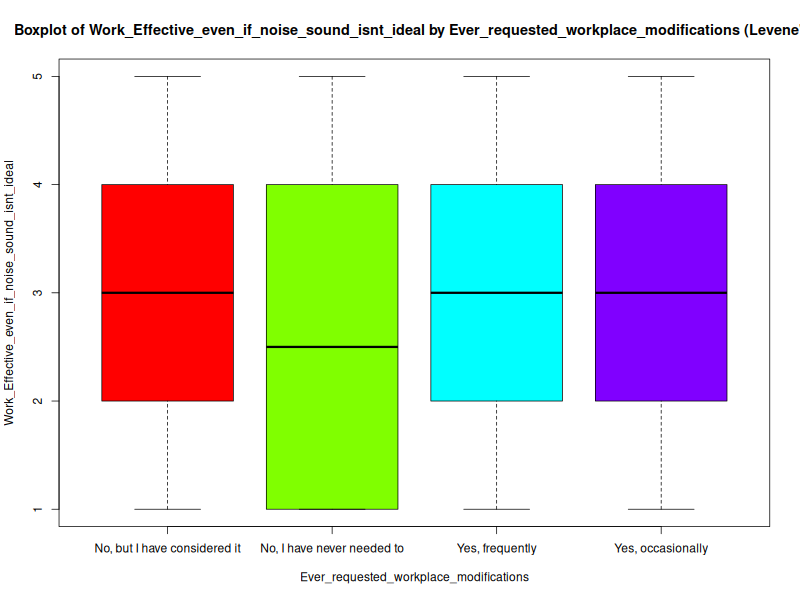 Boxplot of Work_Effective_even_if_noise_sound_isnt_ideal by Ever_requested_workplace_modifications (Levene'
Work_Effective_even_if_noise_sound_isnt_ideal
5
4
3
2
1
No, but I have considered it
No, I have never needed to
Yes, frequently
Yes, occasionally
Ever_requested_workplace_modifications